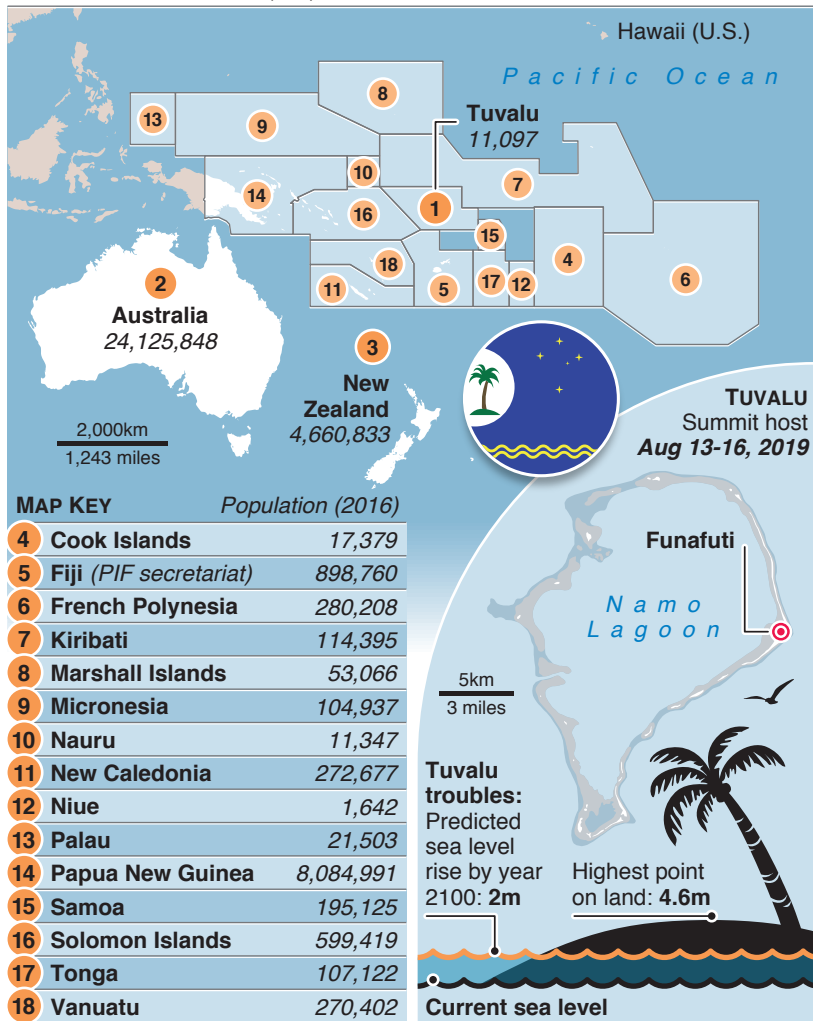 Hawaii (U.S.)
Pacific Ocean
8
13
9
Tuvalu
11,097
10
7
14
1
16
15
18
4
11
5
17
12
6
2
Australia
24,125,848
3
New
Zealand
4,660,833
2,000km
1,243 miles
TUVALU
Summit host
Aug 13-16, 2019
MAP KEY Population (2016)
4 Cook Islands 17,379
5 Fiji (PIF secretariat) 898,760
6 French Polynesia 280,208
7 Kiribati 114,395
8 Marshall Islands 53,066
9 Micronesia 104,937
10 Nauru 11,347
11 New Caledonia 272,677
12 Niue 1,642
13 Palau 21,503
14 Papua New Guinea 8,084,991
15 Samoa 195,125
16 Solomon Islands 599,419
17 Tonga 107,122
18 Vanuatu 270,402
Funafuti
Namo
Lagoon
5km
3 miles
Tuvalu
troubles:
Predicted
sea level
rise by year
2100: 2m
Highest point
on land: 4.6m
Current sea level